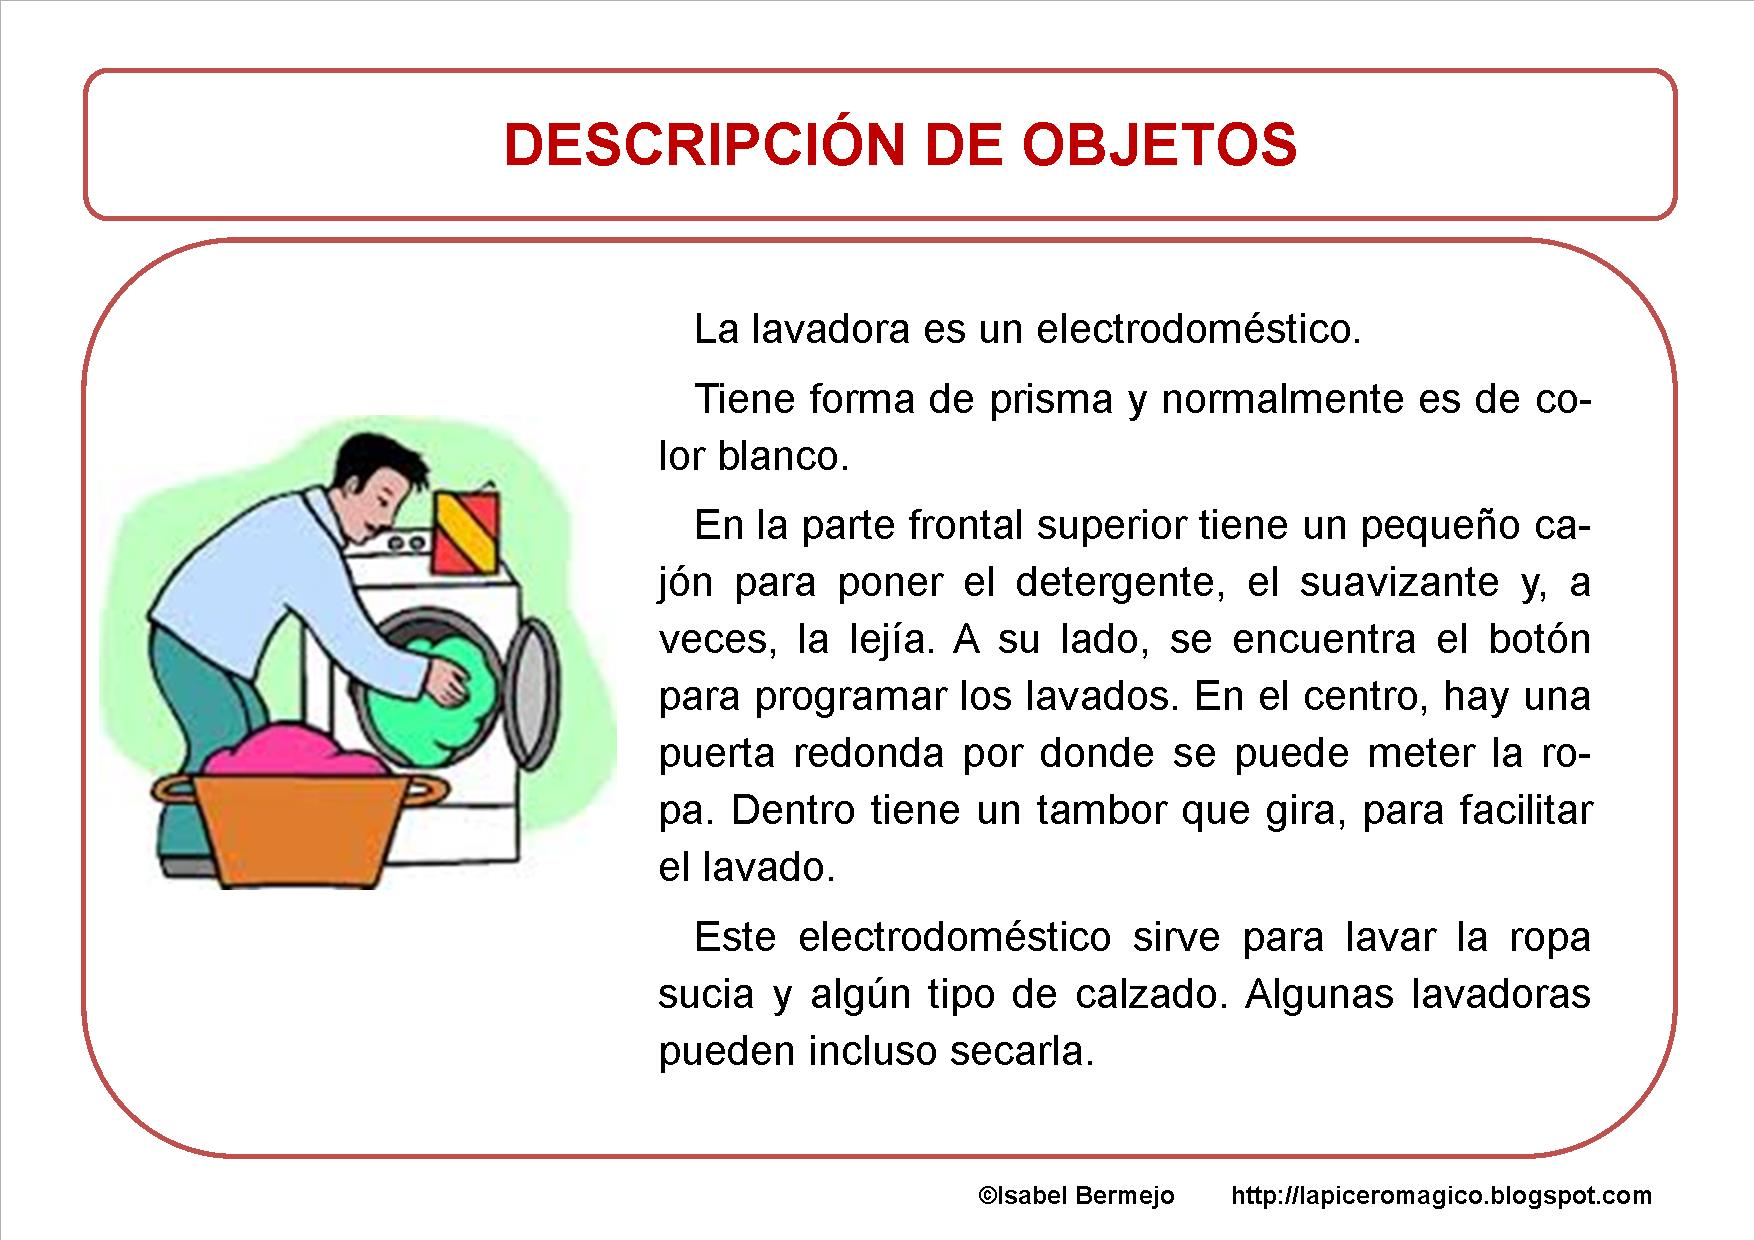 DESCRIPCIÓN DE OBJETOS
La lavadora es un electrodoméstico.
Tiene forma de prisma y normalmente es de co-
lor blanco.
En la parte frontal superior tiene un pequeño ca-
jón para poner el detergente, el suavizante y, a
veces, la lejía. A su lado, se encuentra el botón
para programar los lavados. En el centro, hay una
puerta redonda por donde se puede meter la ro-
pa. Dentro tiene un tambor que gira, para facilitar
el lavado.
Este electrodoméstico sirve para lavar la ropa
sucia y algún tipo de calzado. Algunas lavadoras
pueden incluso secarla.
©Isabel Bermejo http://lapiceromagico.blogspot.com